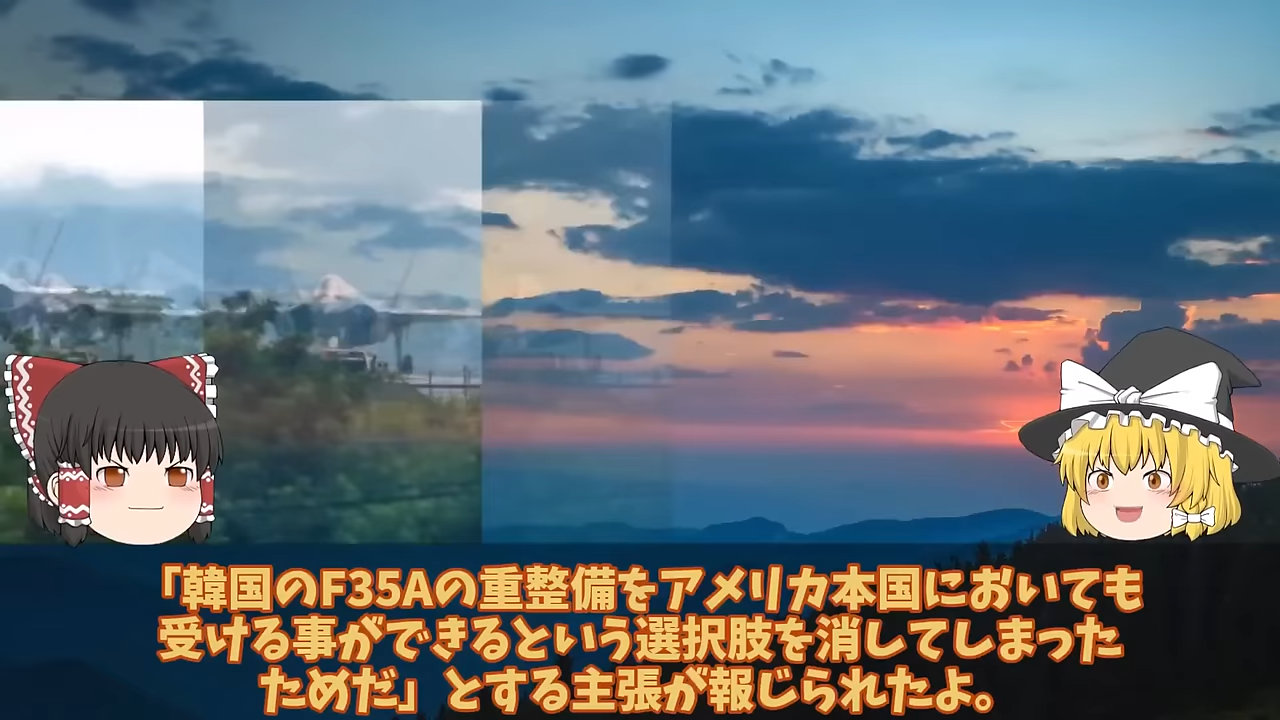 「韓国のF35Aの重整備をアメリカ本国においても
受ける事ができるという選択肢を消してしまった
ためだ」とする主張が報じられたよ。